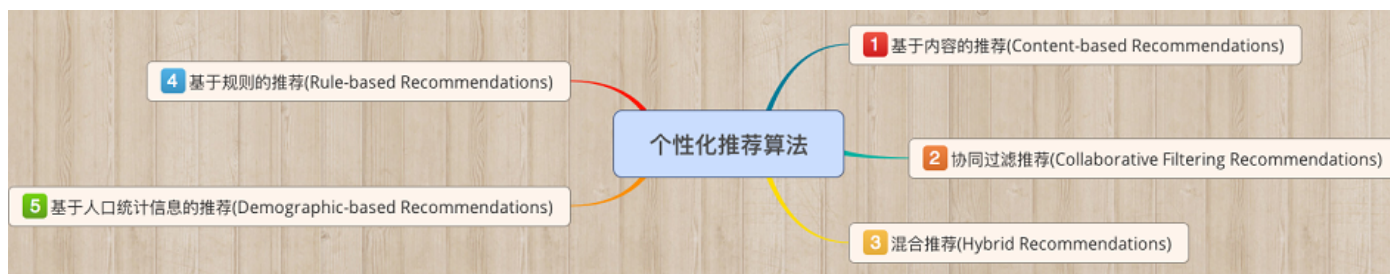 1 基于内容的推荐(Content-based Recommendations)
4 基于规则的推荐(Rule-based Recommendations)
个性化推荐算法
2 协同过滤推荐(Collaborative Filtering Recommendations)
5 基于人口统计信息的推荐(Demographic-based Recommendations)
3 混合推荐(Hybrid Recommendations)